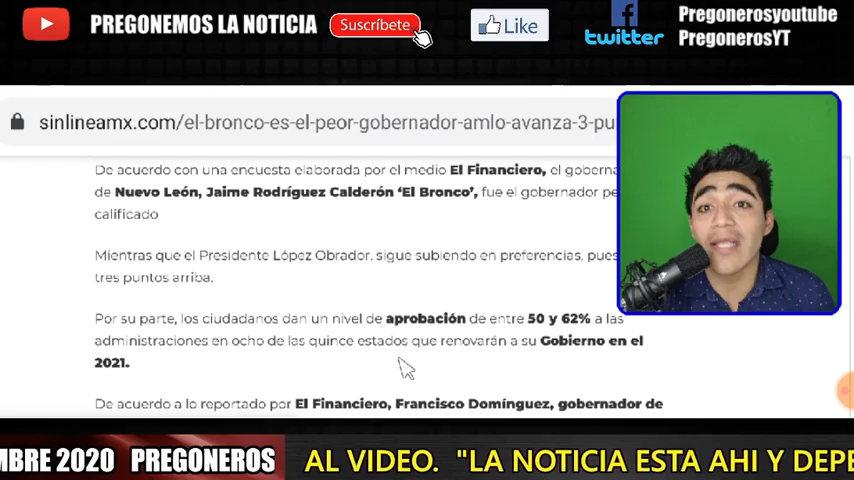 PREGONEMOS LA NOTICIA
Suscríbete
Like
twitter
Pregonerosyoutube
PregonerosYT
sinlineamx.com/el-bronco-es-el-peor-gobernador-amlo-avanza-3-pu
De acuerdo con una encuesta elaborada por el medio El Financiero, el goberna
de Nuevo León, Jaime Rodríguez Calderón ‘El Bronco’, fue el gobernador pe
calificado
Mientras que el Presidente López Obrador, sigue subiendo en preferencias, pues
tres puntos arriba.
Por su parte, los ciudadanos dan un nivel de aprobación de entre 50 y 62% a las
administraciones en ocho de las quince estados que renovarán a su Gobierno en el
2021.
De acuerdo a lo reportado por El Financiero, Francisco Domínguez, gobernador de
MBRE 2020 PREGONEROS
AL VIDEO. "LA NOTICIA ESTA AHI Y DEPE